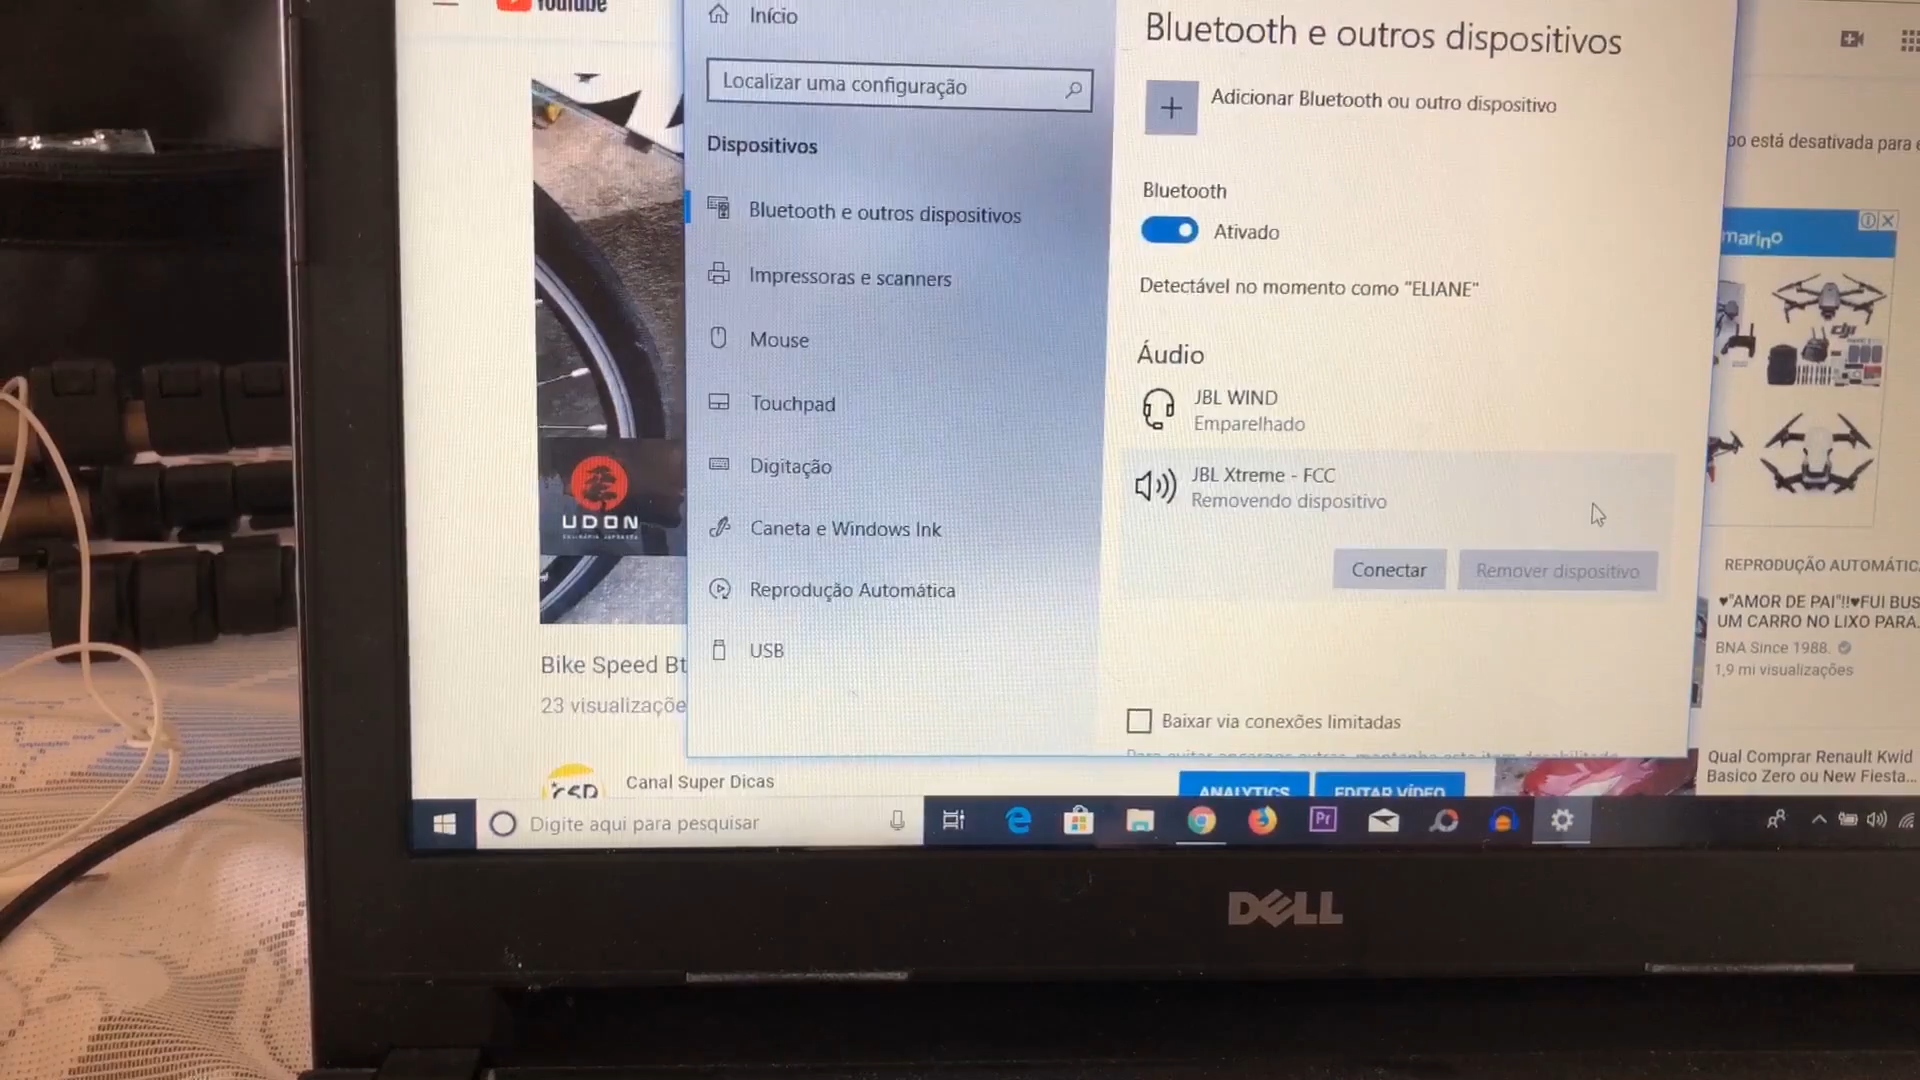 YouTube
Início
Localizar uma configuração
Dispositivos
Bluetooth e outros dispositivos
Impressoras e scanners
Mouse
Touchpad
Digitação
Caneta e Windows Ink
Reprodução Automática
USB
Bluetooth e outros dispositivos
Adicionar Bluetooth ou outro dispositivo
Bluetooth
Ativado
Detectável no momento como "ELIANE"
Áudio
JBL WIND
Emparelhado
JBL Xtreme - FCC
Removendo dispositivo
Conectar
Remover dispositivo
Baixar via conexões limitadas
UDON
Bike Speed Bt
23 visualizaçõe
Canal Super Dicas
ANALYTICS
EDITAR VÍDEO
po está desativada para e
marino
dji
REPRODUÇÃO AUTOMÁTIC
♥"AMOR DE PAI"!!♥FUI BUS
UM CARRO NO LIXO PARA..
BNA Since 1988.
1,9 mi visualizações
Qual Comprar Renault Kwid
Basico Zero ou New Fiesta...
Digite aqui para pesquisar
Pr
DELL